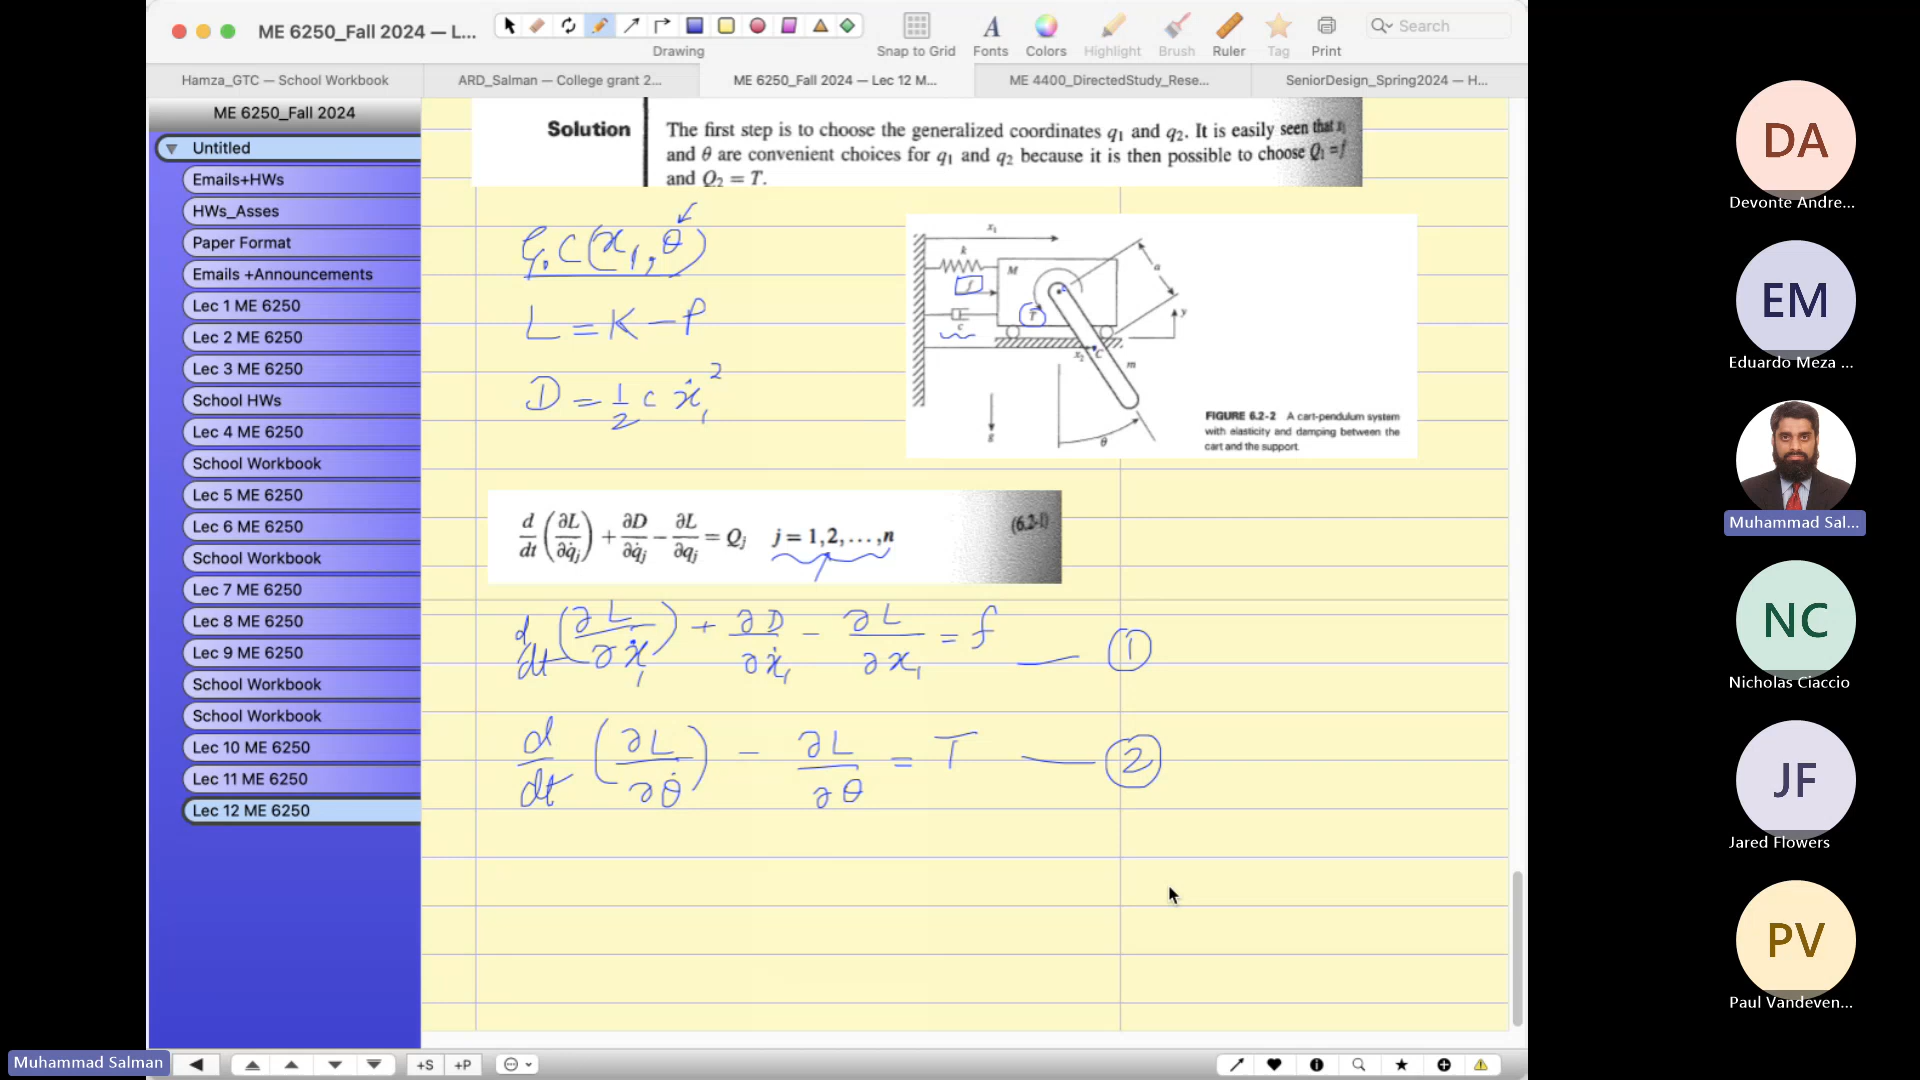 ME 6250_Fall 2024 — L...
Drawing
Snap to Grid
Fonts
Colors
Highlight
Brush
Ruler
Tag
Print
Search
Hamza_GTC — School Workbook
ARD_Salman — College grant 2...
ME 6250_Fall 2024 — Lec 12 M...
ME 4400_DirectedStudy_Rese...
SeniorDesign_Spring2024 — H...
ME 6250_Fall 2024
Untitled
Emails+HWs
HWs_Asses
Paper Format
Emails +Announcements
Lec 1 ME 6250
Lec 2 ME 6250
Lec 3 ME 6250
School HWs
Lec 4 ME 6250
School Workbook
Lec 5 ME 6250
Lec 6 ME 6250
School Workbook
Lec 7 ME 6250
Lec 8 ME 6250
Lec 9 ME 6250
School Workbook
School Workbook
Lec 10 ME 6250
Lec 11 ME 6250
Lec 12 ME 6250
Solution
The first step is to choose the generalized coordinates q₁ and q₂. It is easily seen that x₁
and θ are convenient choices for q₁ and q₂ because it is then possible to choose Q₁ = f
and Q₂ = T.
G.C(x₁, θ)
L = K − P
D = 1/2 c ẋ₁²
x₁
k
M
f
T
c
a
y
x₂
C
m
g
θ
FIGURE 6.2-2 A cart-pendulum system
with elasticity and damping between the
cart and the support.
d/dt (∂L/∂q̇ⱼ) + ∂D/∂q̇ⱼ − ∂L/∂qⱼ = Qⱼ j = 1,2, ...,n (6.2-1)
d/dt (∂L/∂ẋ₁) + ∂D/∂ẋ₁ − ∂L/∂x₁ = f — ①
d/dt (∂L/∂θ̇) − ∂L/∂θ = T — ②
+S
+P
Muhammad Salman
DA
Devonte Andre...
EM
Eduardo Meza ...
Muhammad Sal...
NC
Nicholas Ciaccio
JF
Jared Flowers
PV
Paul Vandeven...